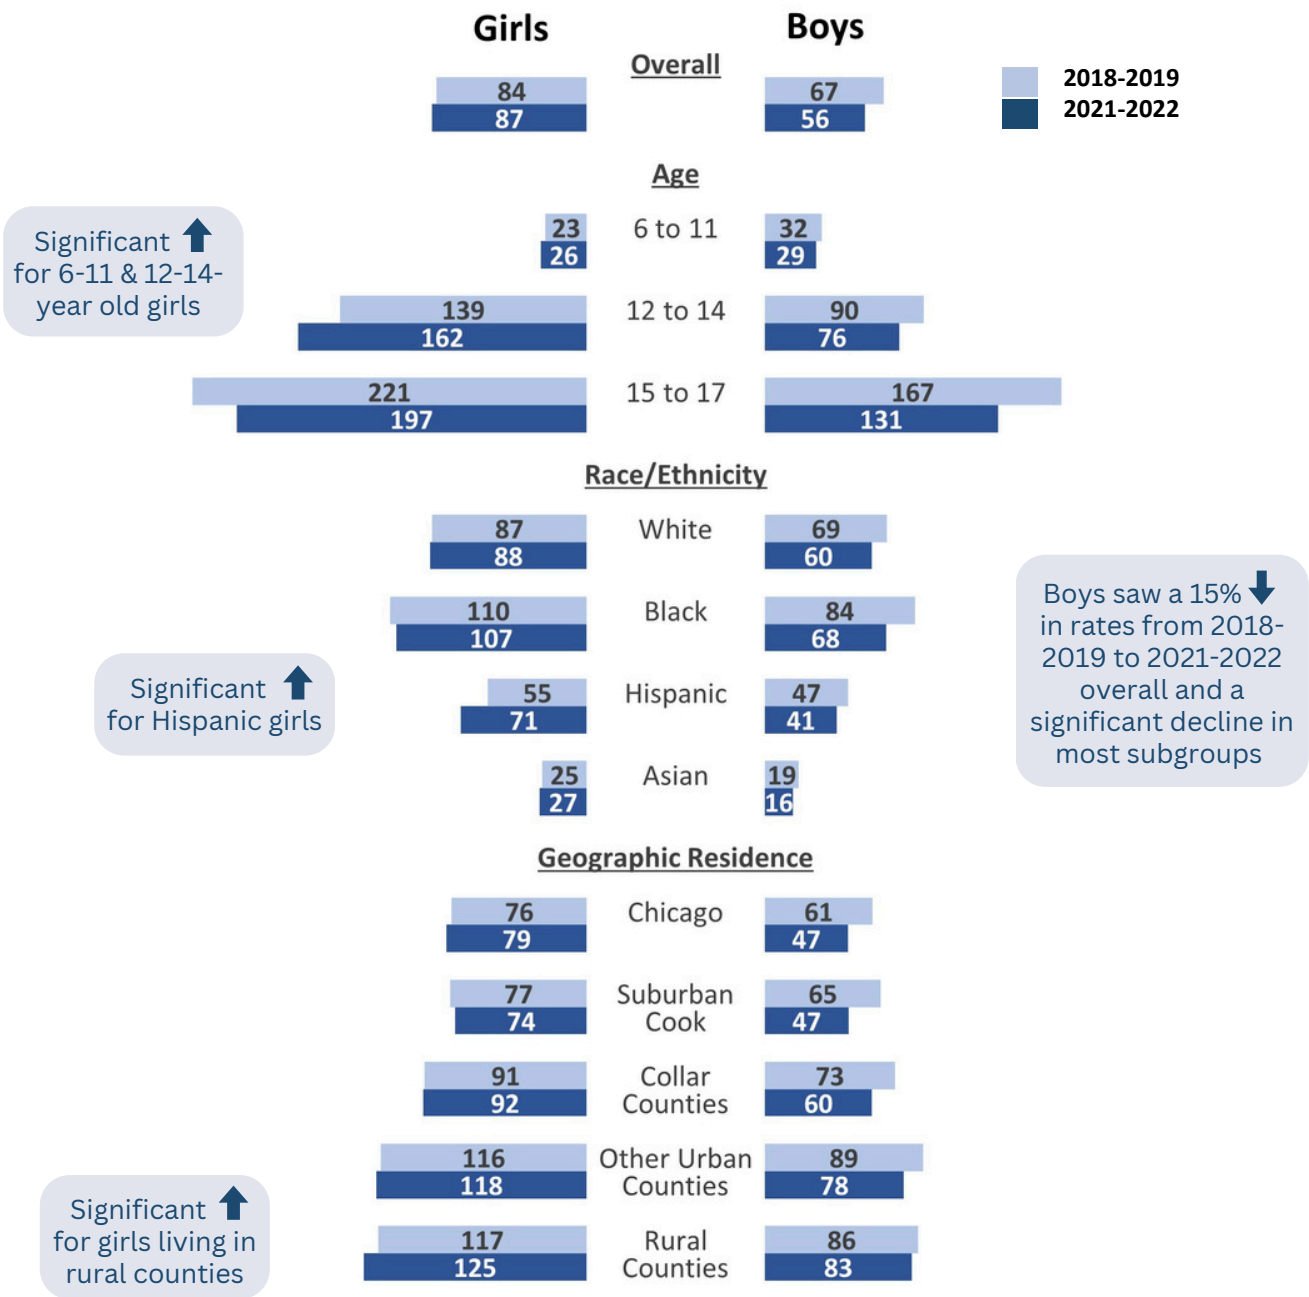 Girls
Boys
2018-2019
2021-2022
Overall
84
67
87
56
Age
23
6 to 11
32
26
29
Significant
for 6-11 & 12-14-
year old girls
139
12 to 14
90
162
76
221
15 to 17
167
197
131
Race/Ethnicity
87
White
69
88
60
110
Black
84
107
68
Boys saw a 15%
in rates from 2018-
2019 to 2021-2022
overall and a
significant decline in
most subgroups
Significant
for Hispanic girls
55
Hispanic
47
71
41
25
Asian
19
27
16
Geographic Residence
76
Chicago
61
79
47
77
Suburban
Cook
65
74
47
91
Collar
Counties
73
92
60
116
Other Urban
Counties
89
118
78
Significant
for girls living in
rural counties
117
Rural
Counties
86
125
83